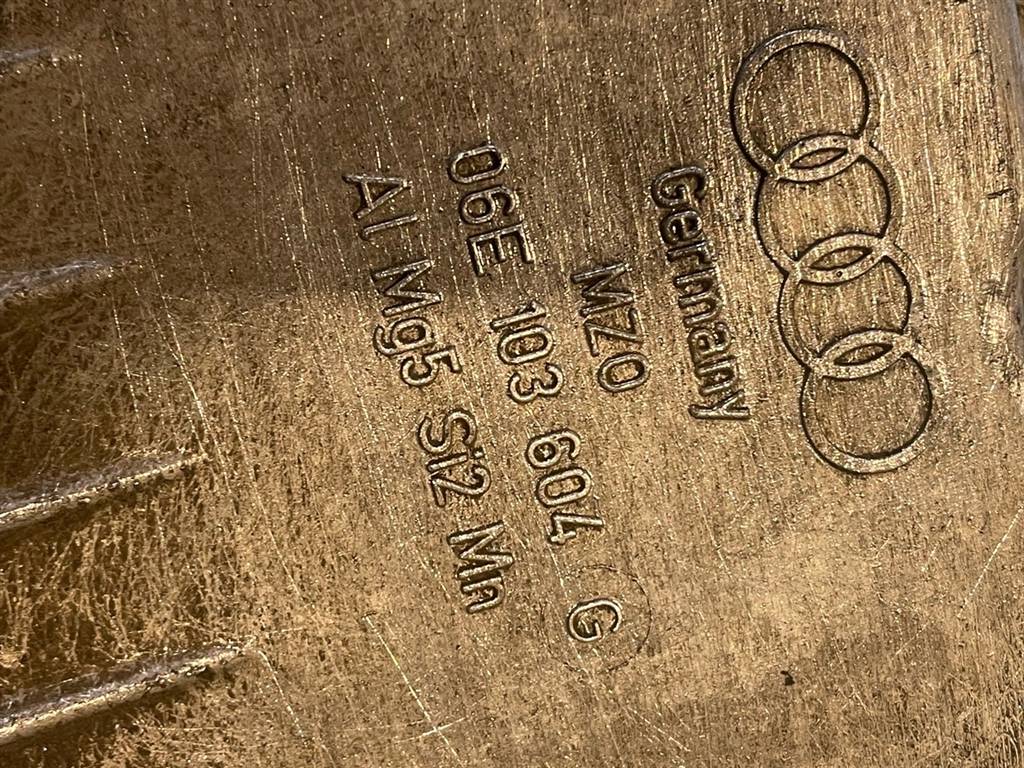 Germany
MZO
06E 103 604 G
Al Mg5 Si2 Mn